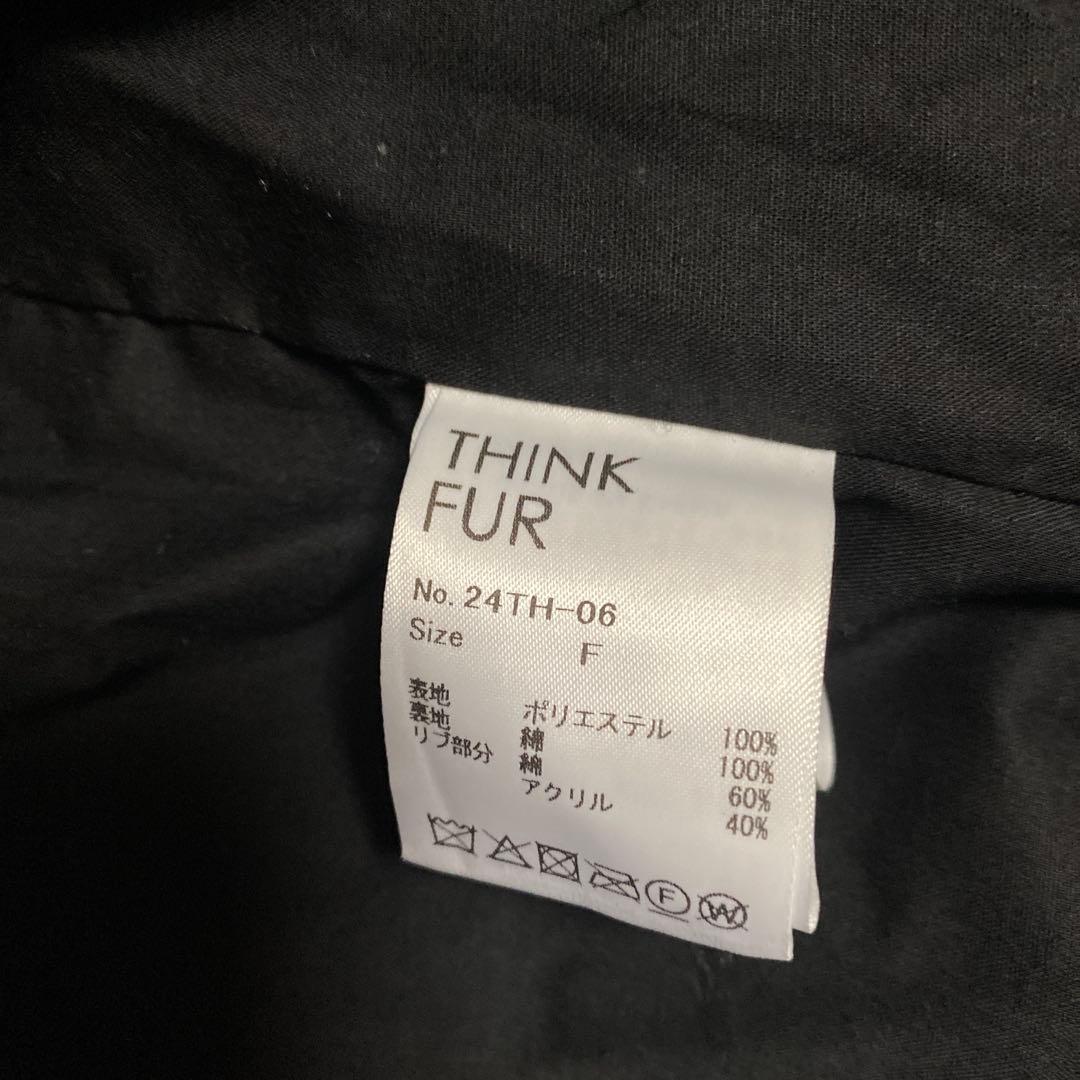 THINK
FUR
No. 24TH-06
Size F
表地 ポリエステル 100%
裏地 綿 100%
リブ部分 綿 60%
アクリル 40%
F W